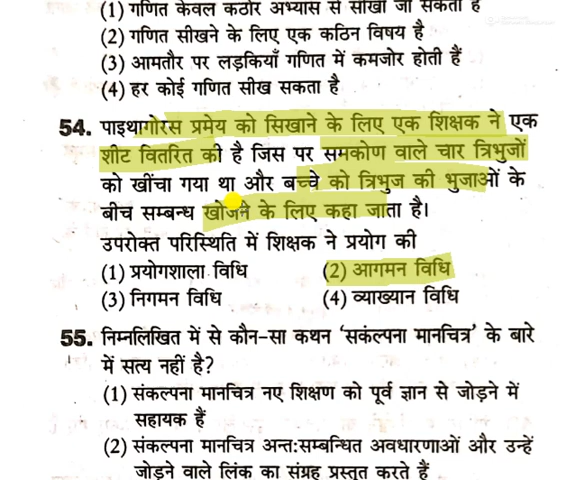 (1) गणित केवल कठोर अभ्यास से सीखा जा सकता है
(2) गणित सीखने के लिए एक कठिन विषय है
(3) आमतौर पर लड़कियाँ गणित में कमजोर होती हैं
(4) हर कोई गणित सीख सकता है
54. पाइथागोरस प्रमेय को सिखाने के लिए एक शिक्षक ने एक
शीट वितरित की है जिस पर समकोण वाले चार त्रिभुजों
को खींचा गया था और बच्चे को त्रिभुज की भुजाओं के
बीच सम्बन्ध खोजने के लिए कहा जाता है।
उपरोक्त परिस्थिति में शिक्षक ने प्रयोग की
(1) प्रयोगशाला विधि (2) आगमन विधि
(3) निगमन विधि (4) व्याख्यान विधि
55. निम्नलिखित में से कौन-सा कथन ‘सकंल्पना मानचित्र’ के बारे
में सत्य नहीं है?
(1) संकल्पना मानचित्र नए शिक्षण को पूर्व ज्ञान से जोड़ने में
सहायक हैं
(2) संकल्पना मानचित्र अन्त:सम्बन्धित अवधारणाओं और उन्हें
जोड़ने वाले लिंक का संग्रह प्रस्तुत करते हैं